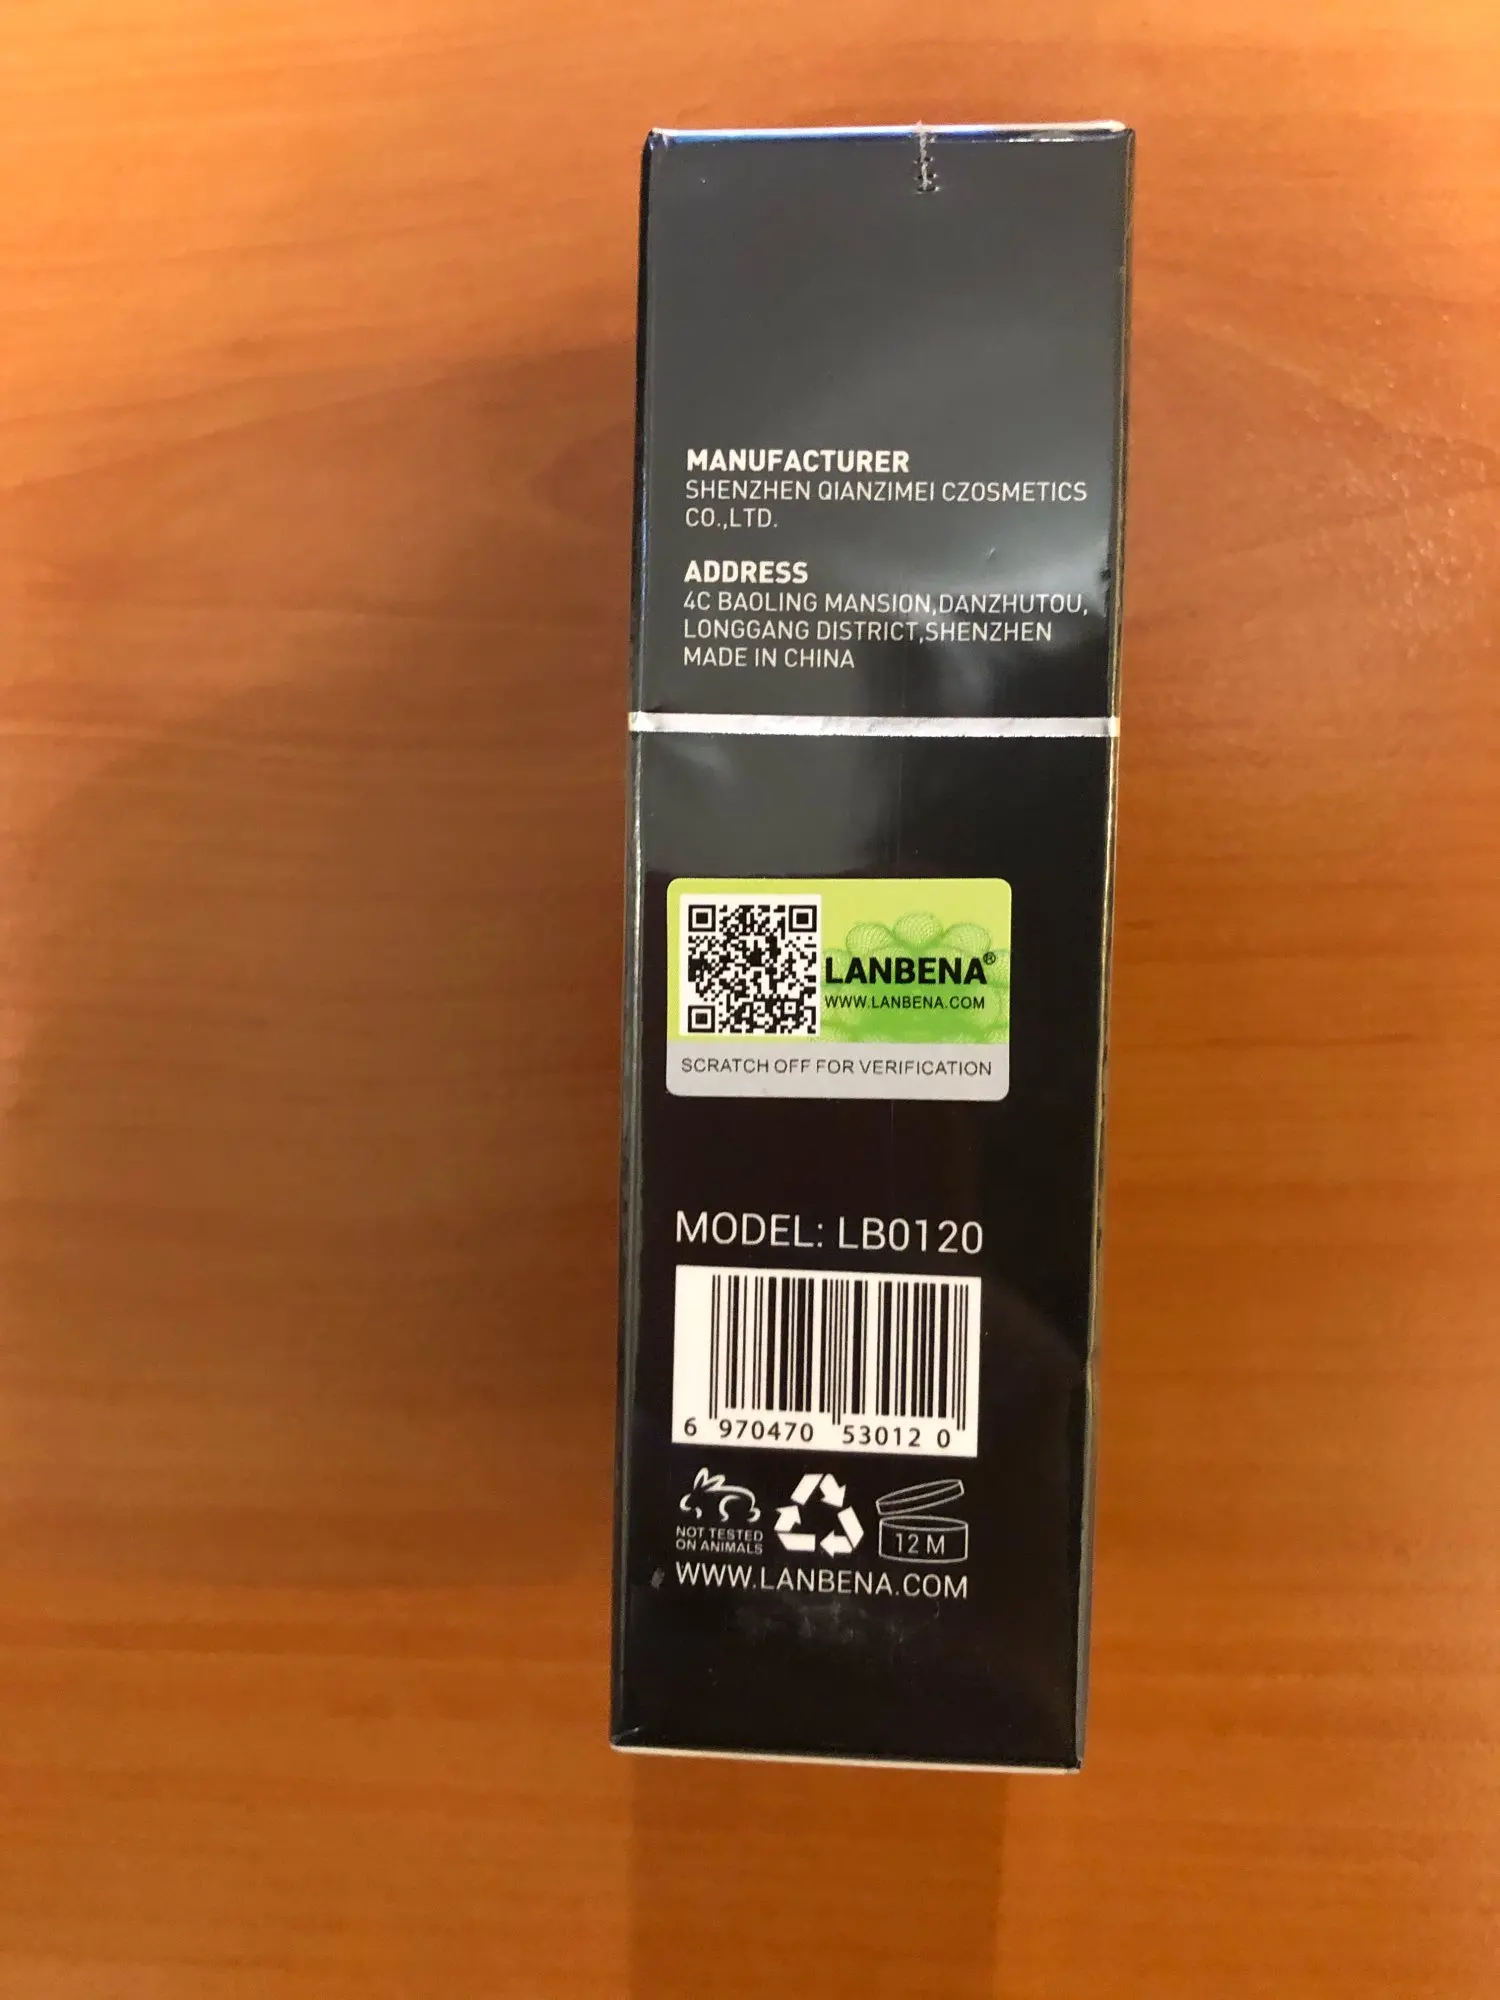 MANUFACTURER
SHENZHEN QIANZIMEI CZOSMETICS
CO.,LTD.
ADDRESS
4C BAOLING MANSION,DANZHUTOU,
LONGGANG DISTRICT,SHENZHEN
MADE IN CHINA
LANBENA®
WWW.LANBENA.COM
SCRATCH OFF FOR VERIFICATION
MODEL: LB0120
6 970470 53012 0
NOT TESTED
ON ANIMALS
12 M
WWW.LANBENA.COM